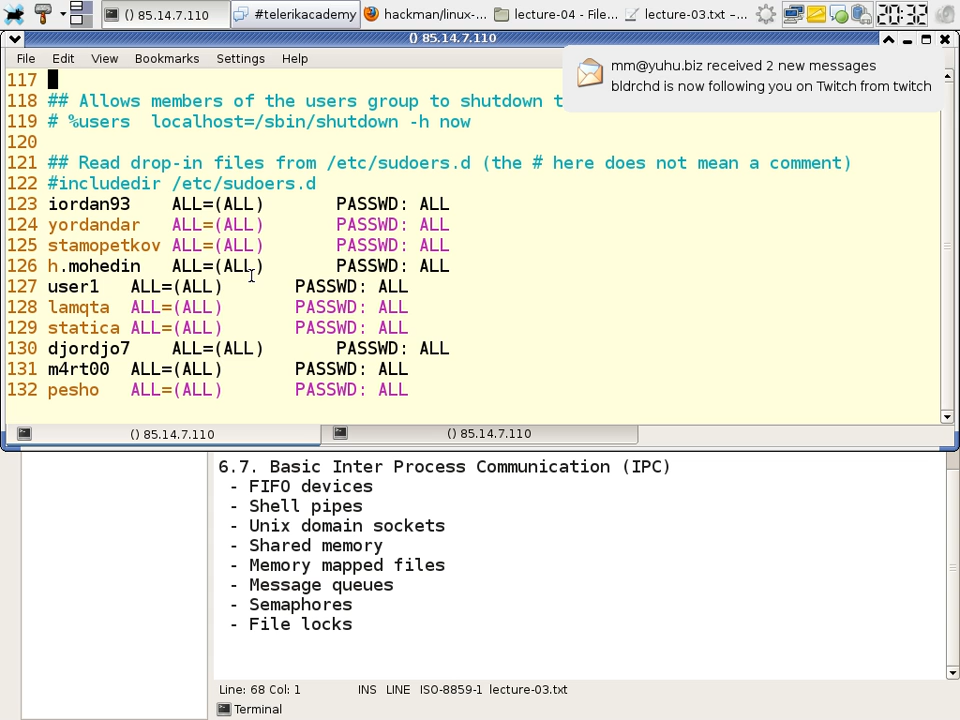 () 85.14.7.110
#telerikacademy
hackman/linux-...
lecture-04 - File...
lecture-03.txt –...
20:32
() 85.14.7.110
File Edit View Bookmarks Settings Help
mm@yuhu.biz received 2 new messages
bldrchd is now following you on Twitch from twitch
117
118 ## Allows members of the users group to shutdown t
119 # %users  localhost=/sbin/shutdown -h now
120
121 ## Read drop-in files from /etc/sudoers.d (the # here does not mean a comment)
122 #includedir /etc/sudoers.d
123 iordan93    ALL=(ALL)       PASSWD: ALL
124 yordandar   ALL=(ALL)       PASSWD: ALL
125 stamopetkov ALL=(ALL)       PASSWD: ALL
126 h.mohedin   ALL=(ALL)       PASSWD: ALL
127 user1   ALL=(ALL)       PASSWD: ALL
128 lamqta  ALL=(ALL)       PASSWD: ALL
129 statica ALL=(ALL)       PASSWD: ALL
130 djordjo7    ALL=(ALL)       PASSWD: ALL
131 m4rt00  ALL=(ALL)       PASSWD: ALL
132 pesho   ALL=(ALL)       PASSWD: ALL
() 85.14.7.110
() 85.14.7.110
6.7. Basic Inter Process Communication (IPC)
- FIFO devices
- Shell pipes
- Unix domain sockets
- Shared memory
- Memory mapped files
- Message queues
- Semaphores
- File locks
Line: 68 Col: 1 INS LINE ISO-8859-1 lecture-03.txt
Terminal